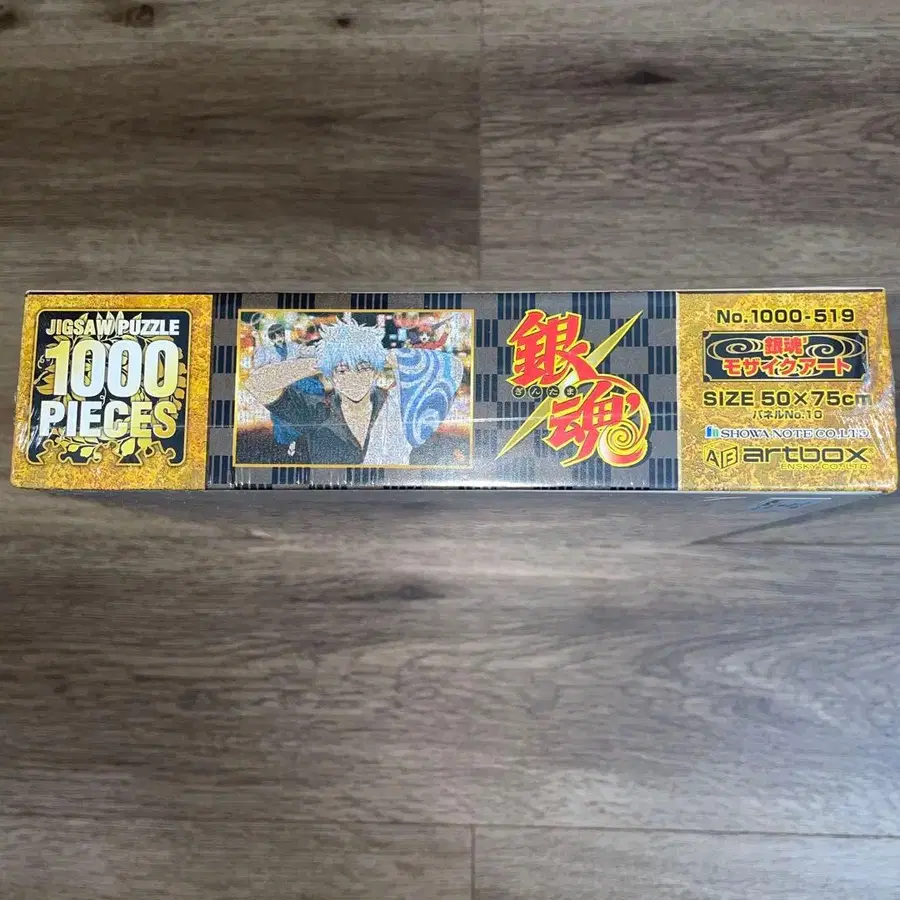 JIGSAW PUZZLE
1000
PIECES
銀
ぎんたま
魂
No.1000-519
銀魂
モザイクアート
SIZE 50×75cm
パネルNo.10
SHOWA NOTE CO.,LTD.
AB artbox
ENSKY CO.,LTD.